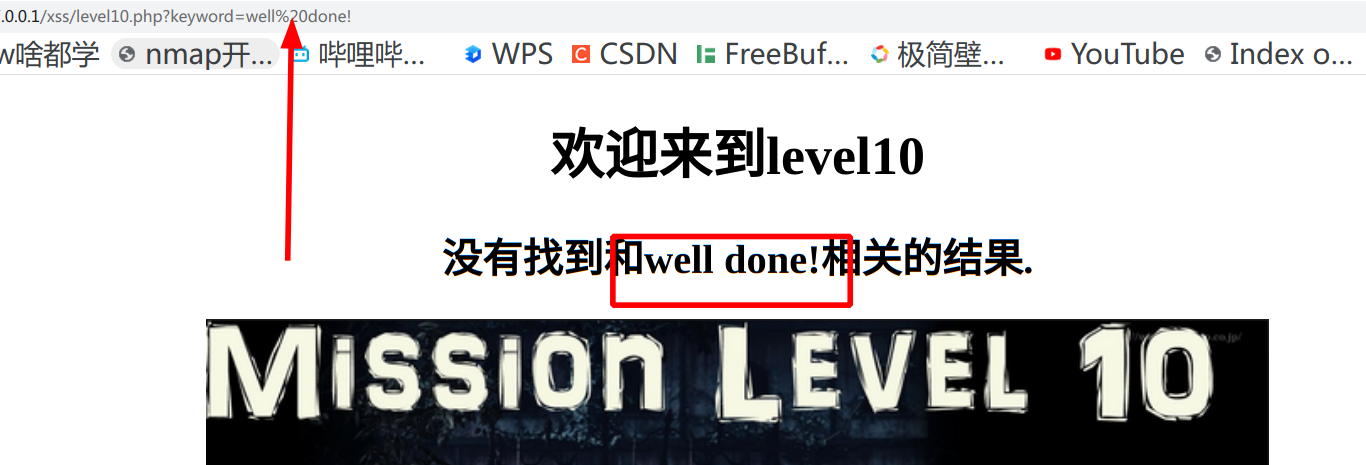 .0.0.1/xss/level10.php?keyword=well%20done!
w啥都学 nmap开... 哔哩哔... WPS CSDN FreeBuf... 极简壁... YouTube Index o...
欢迎来到level10
没有找到和well done!相关的结果.
MISSION LEVEL 10